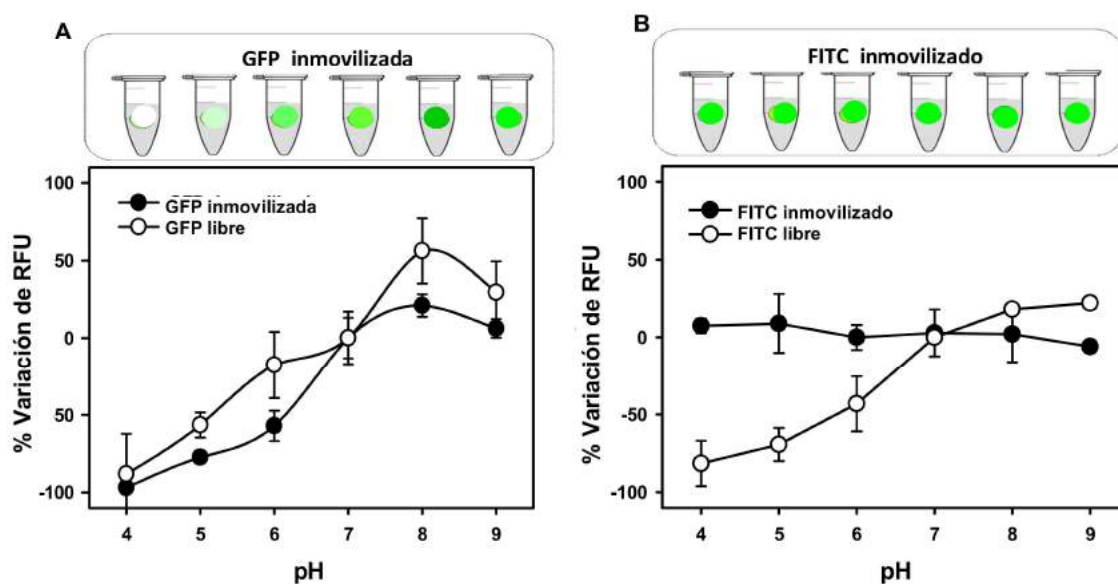 A
GFP inmovilizada
100
50
0
-50
-100
% Variación de RFU
GFP inmovilizada
GFP libre
4 5 6 7 8 9
pH
B
FITC inmovilizado
100
50
0
-50
-100
% Variación de RFU
FITC inmovilizado
FITC libre
4 5 6 7 8 9
pH